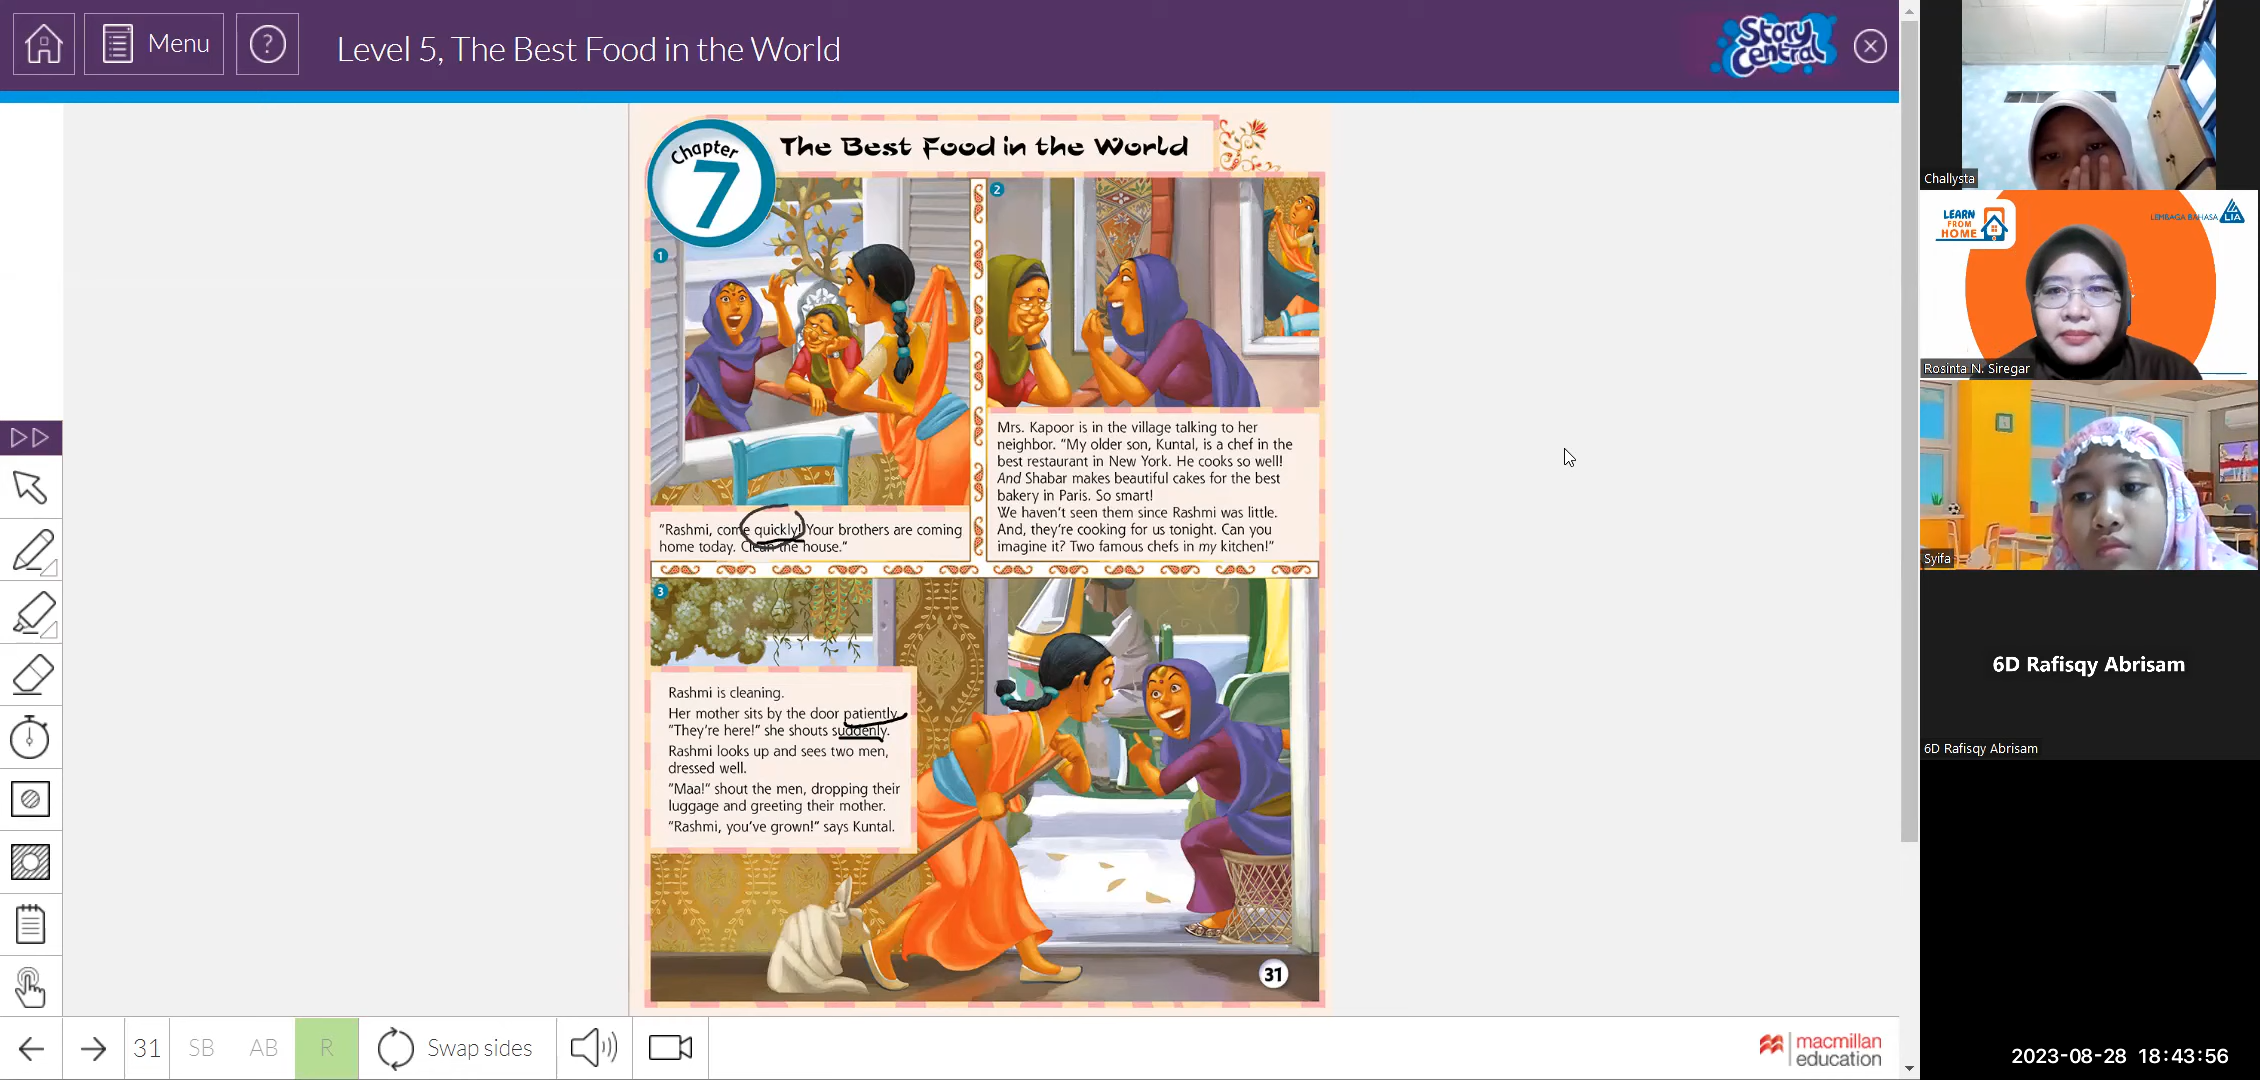 Menu
?
Level 5, The Best Food in the World
Story
Central
Chapter
7
The Best Food in the World
1
"Rashmi, come quickly! Your brothers are coming
home today. Clean the house."
2
Mrs. Kapoor is in the village talking to her
neighbor. "My older son, Kuntal, is a chef in the
best restaurant in New York. He cooks so well!
And Shabar makes beautiful cakes for the best
bakery in Paris. So smart!
We haven't seen them since Rashmi was little.
And, they're cooking for us tonight. Can you
imagine it? Two famous chefs in my kitchen!"
3
Rashmi is cleaning.
Her mother sits by the door patiently.
"They're here!" she shouts suddenly.
Rashmi looks up and sees two men,
dressed well.
"Maa!" shout the men, dropping their
luggage and greeting their mother.
"Rashmi, you've grown!" says Kuntal.
31
31
SB
AB
R
Swap sides
macmillan
education
Challysta
LEARN
FROM
HOME
LEMBAGA BAHASA LIA
Rosinta N. Siregar
Syifa
6D Rafisqy Abrisam
6D Rafisqy Abrisam
2023-08-28 18:43:56